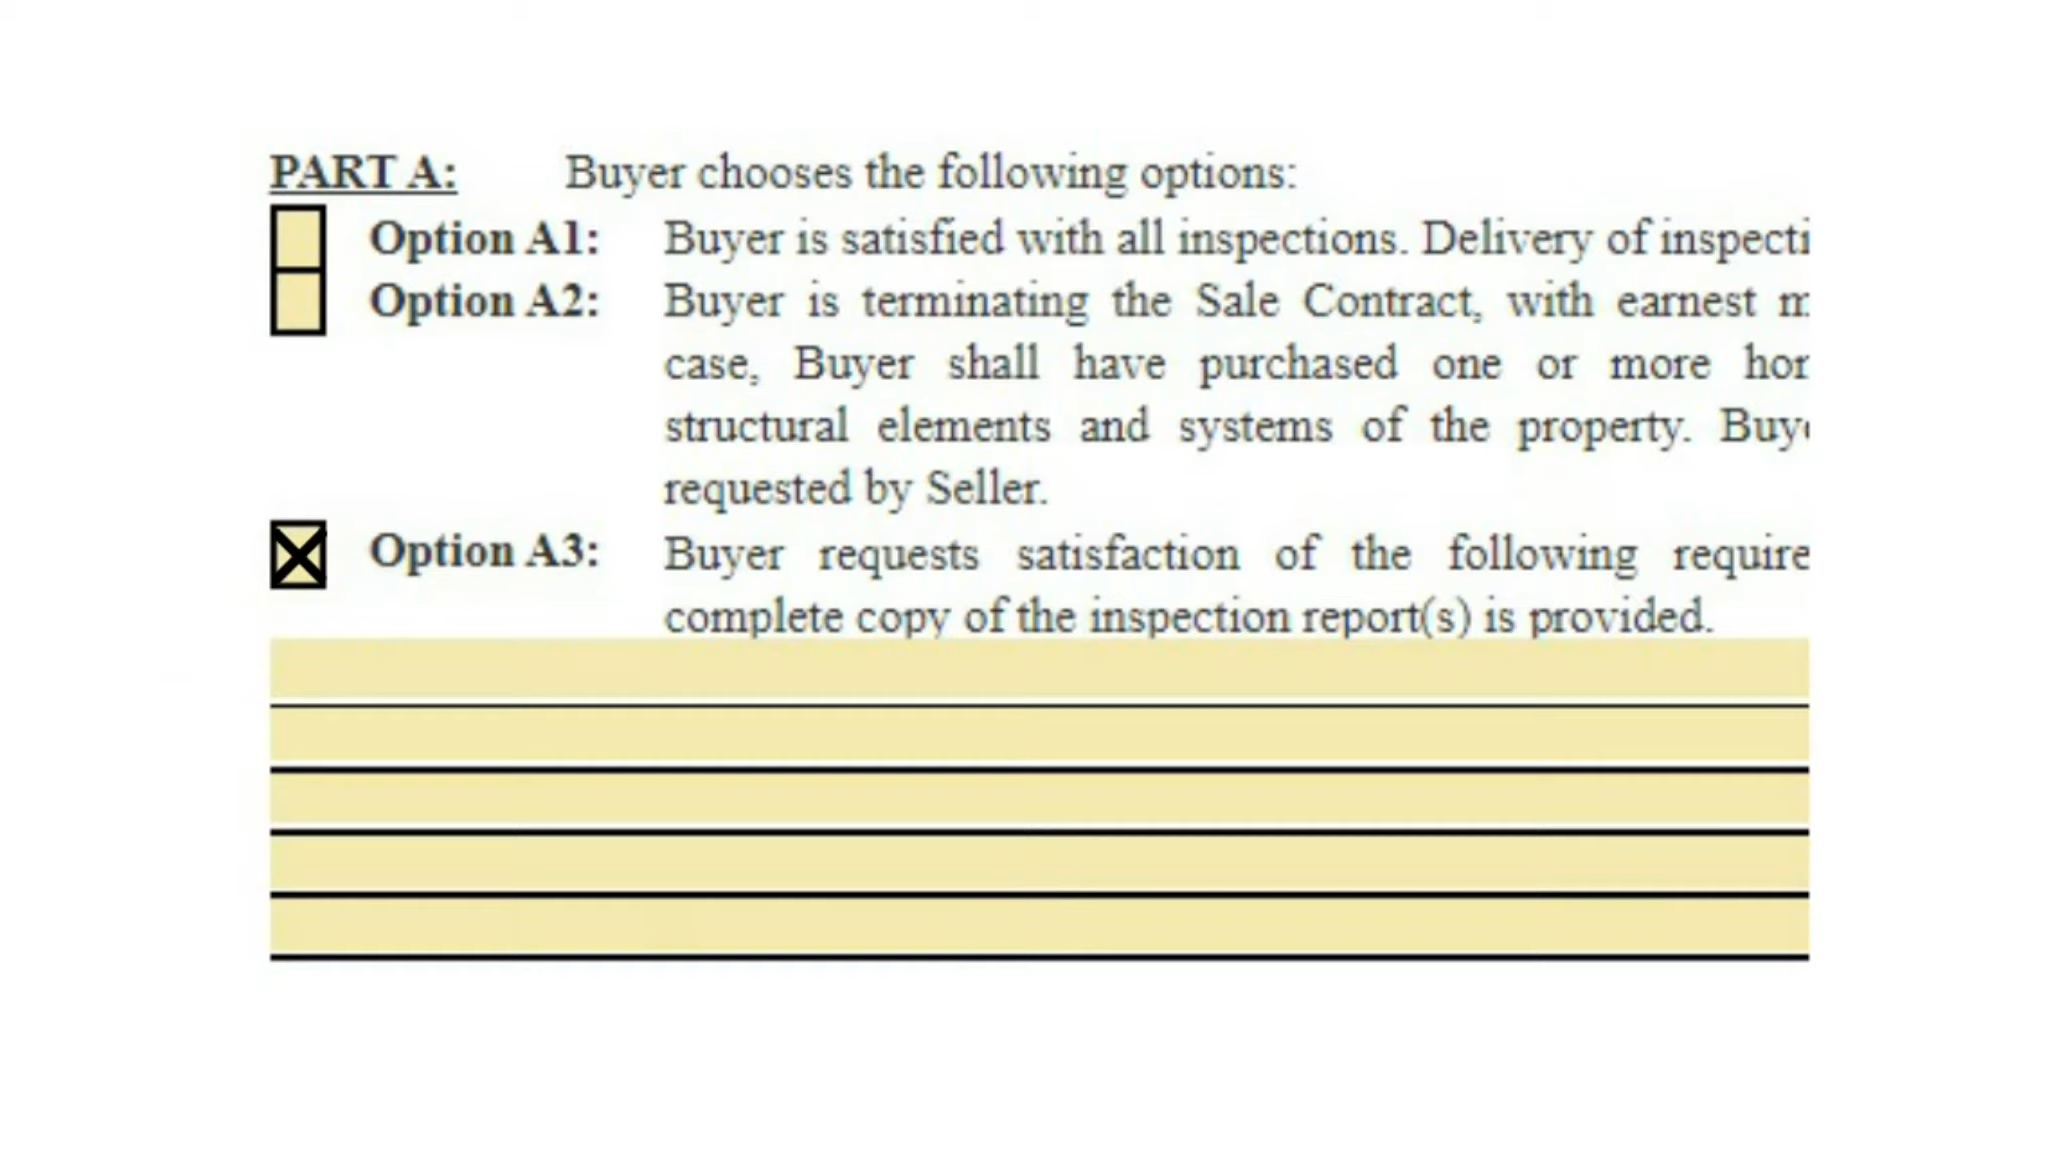 PART A: Buyer chooses the following options:
Option A1: Buyer is satisfied with all inspections. Delivery of inspecti
Option A2: Buyer is terminating the Sale Contract, with earnest m
case, Buyer shall have purchased one or more hor
structural elements and systems of the property. Buye
requested by Seller.
Option A3: Buyer requests satisfaction of the following require
complete copy of the inspection report(s) is provided.